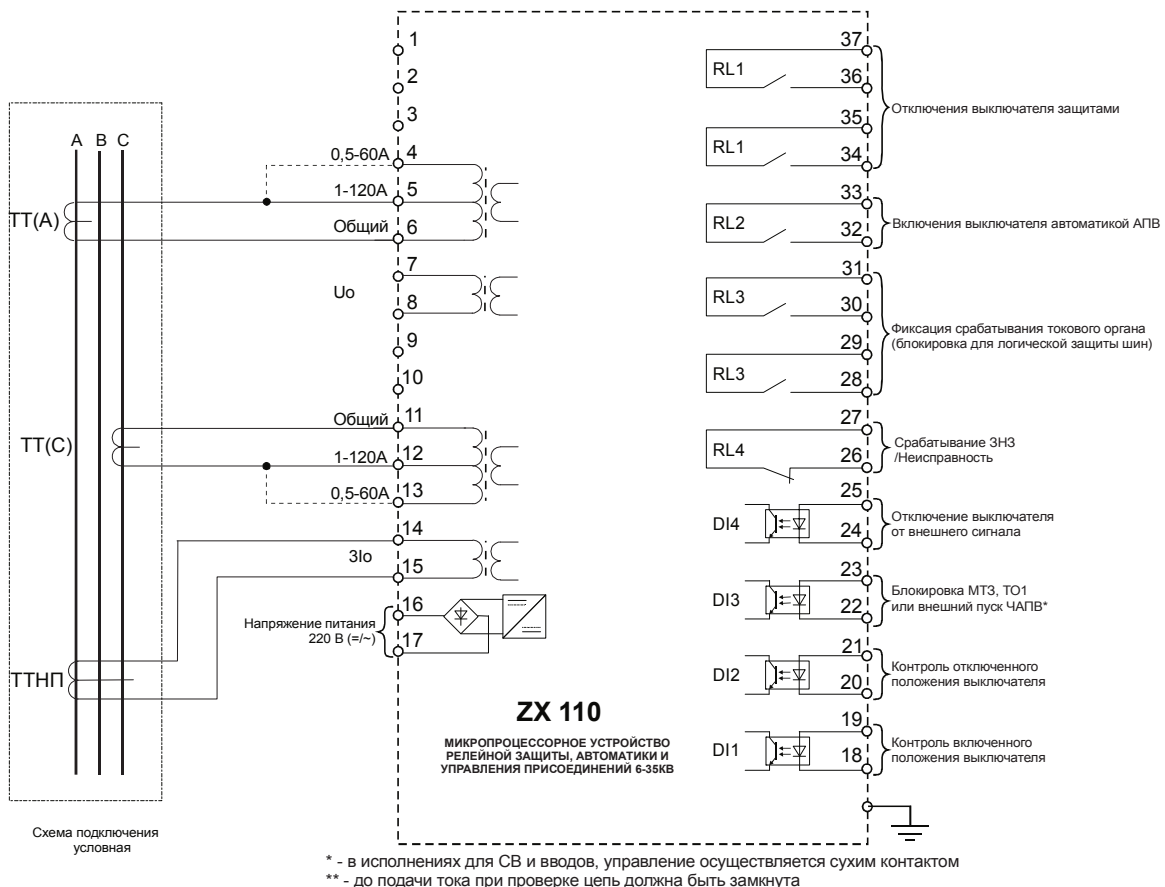 1
2
3
0,5-60А 4
1-120А 5
Общий 6
7
Uo
8
9
10
Общий 11
1-120А 12
0,5-60А 13
14
3Io
15
16
Напряжение питания
220 В (=/~)
17
A B C
ТТ(А)
ТТ(С)
ТТНП
Схема подключения
условная
37
RL1
36
Отключения выключателя защитами
35
RL1
34
33
RL2
32
Включения выключателя автоматикой АПВ
31
RL3
30
Фиксация срабатывания токового органа
(блокировка для логической защиты шин)
29
RL3
28
27
RL4
26
Срабатывание ЗНЗ
/Неисправность
25
DI4
24
Отключение выключателя
от внешнего сигнала
23
DI3
22
Блокировка МТЗ, ТО1
или внешний пуск ЧАПВ*
21
DI2
20
Контроль отключенного
положения выключателя
19
DI1
18
Контроль включенного
положения выключателя
ZX 110
МИКРОПРОЦЕССОРНОЕ УСТРОЙСТВО
РЕЛЕЙНОЙ ЗАЩИТЫ, АВТОМАТИКИ И
УПРАВЛЕНИЯ ПРИСОЕДИНЕНИЙ 6-35КВ
* - в исполнениях для СВ и вводов, управление осуществляется сухим контактом
** - до подачи тока при проверке цепь должна быть замкнута